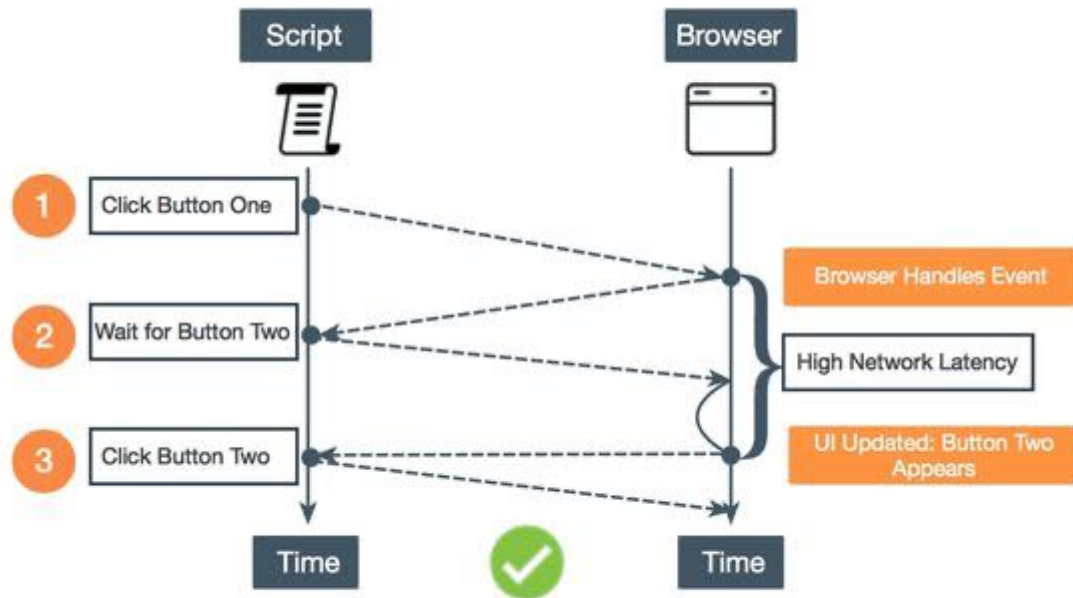 Script
Browser
1
Click Button One
Browser Handles Event
2
Wait for Button Two
High Network Latency
3
Click Button Two
UI Updated: Button Two
Appears
Time
Time